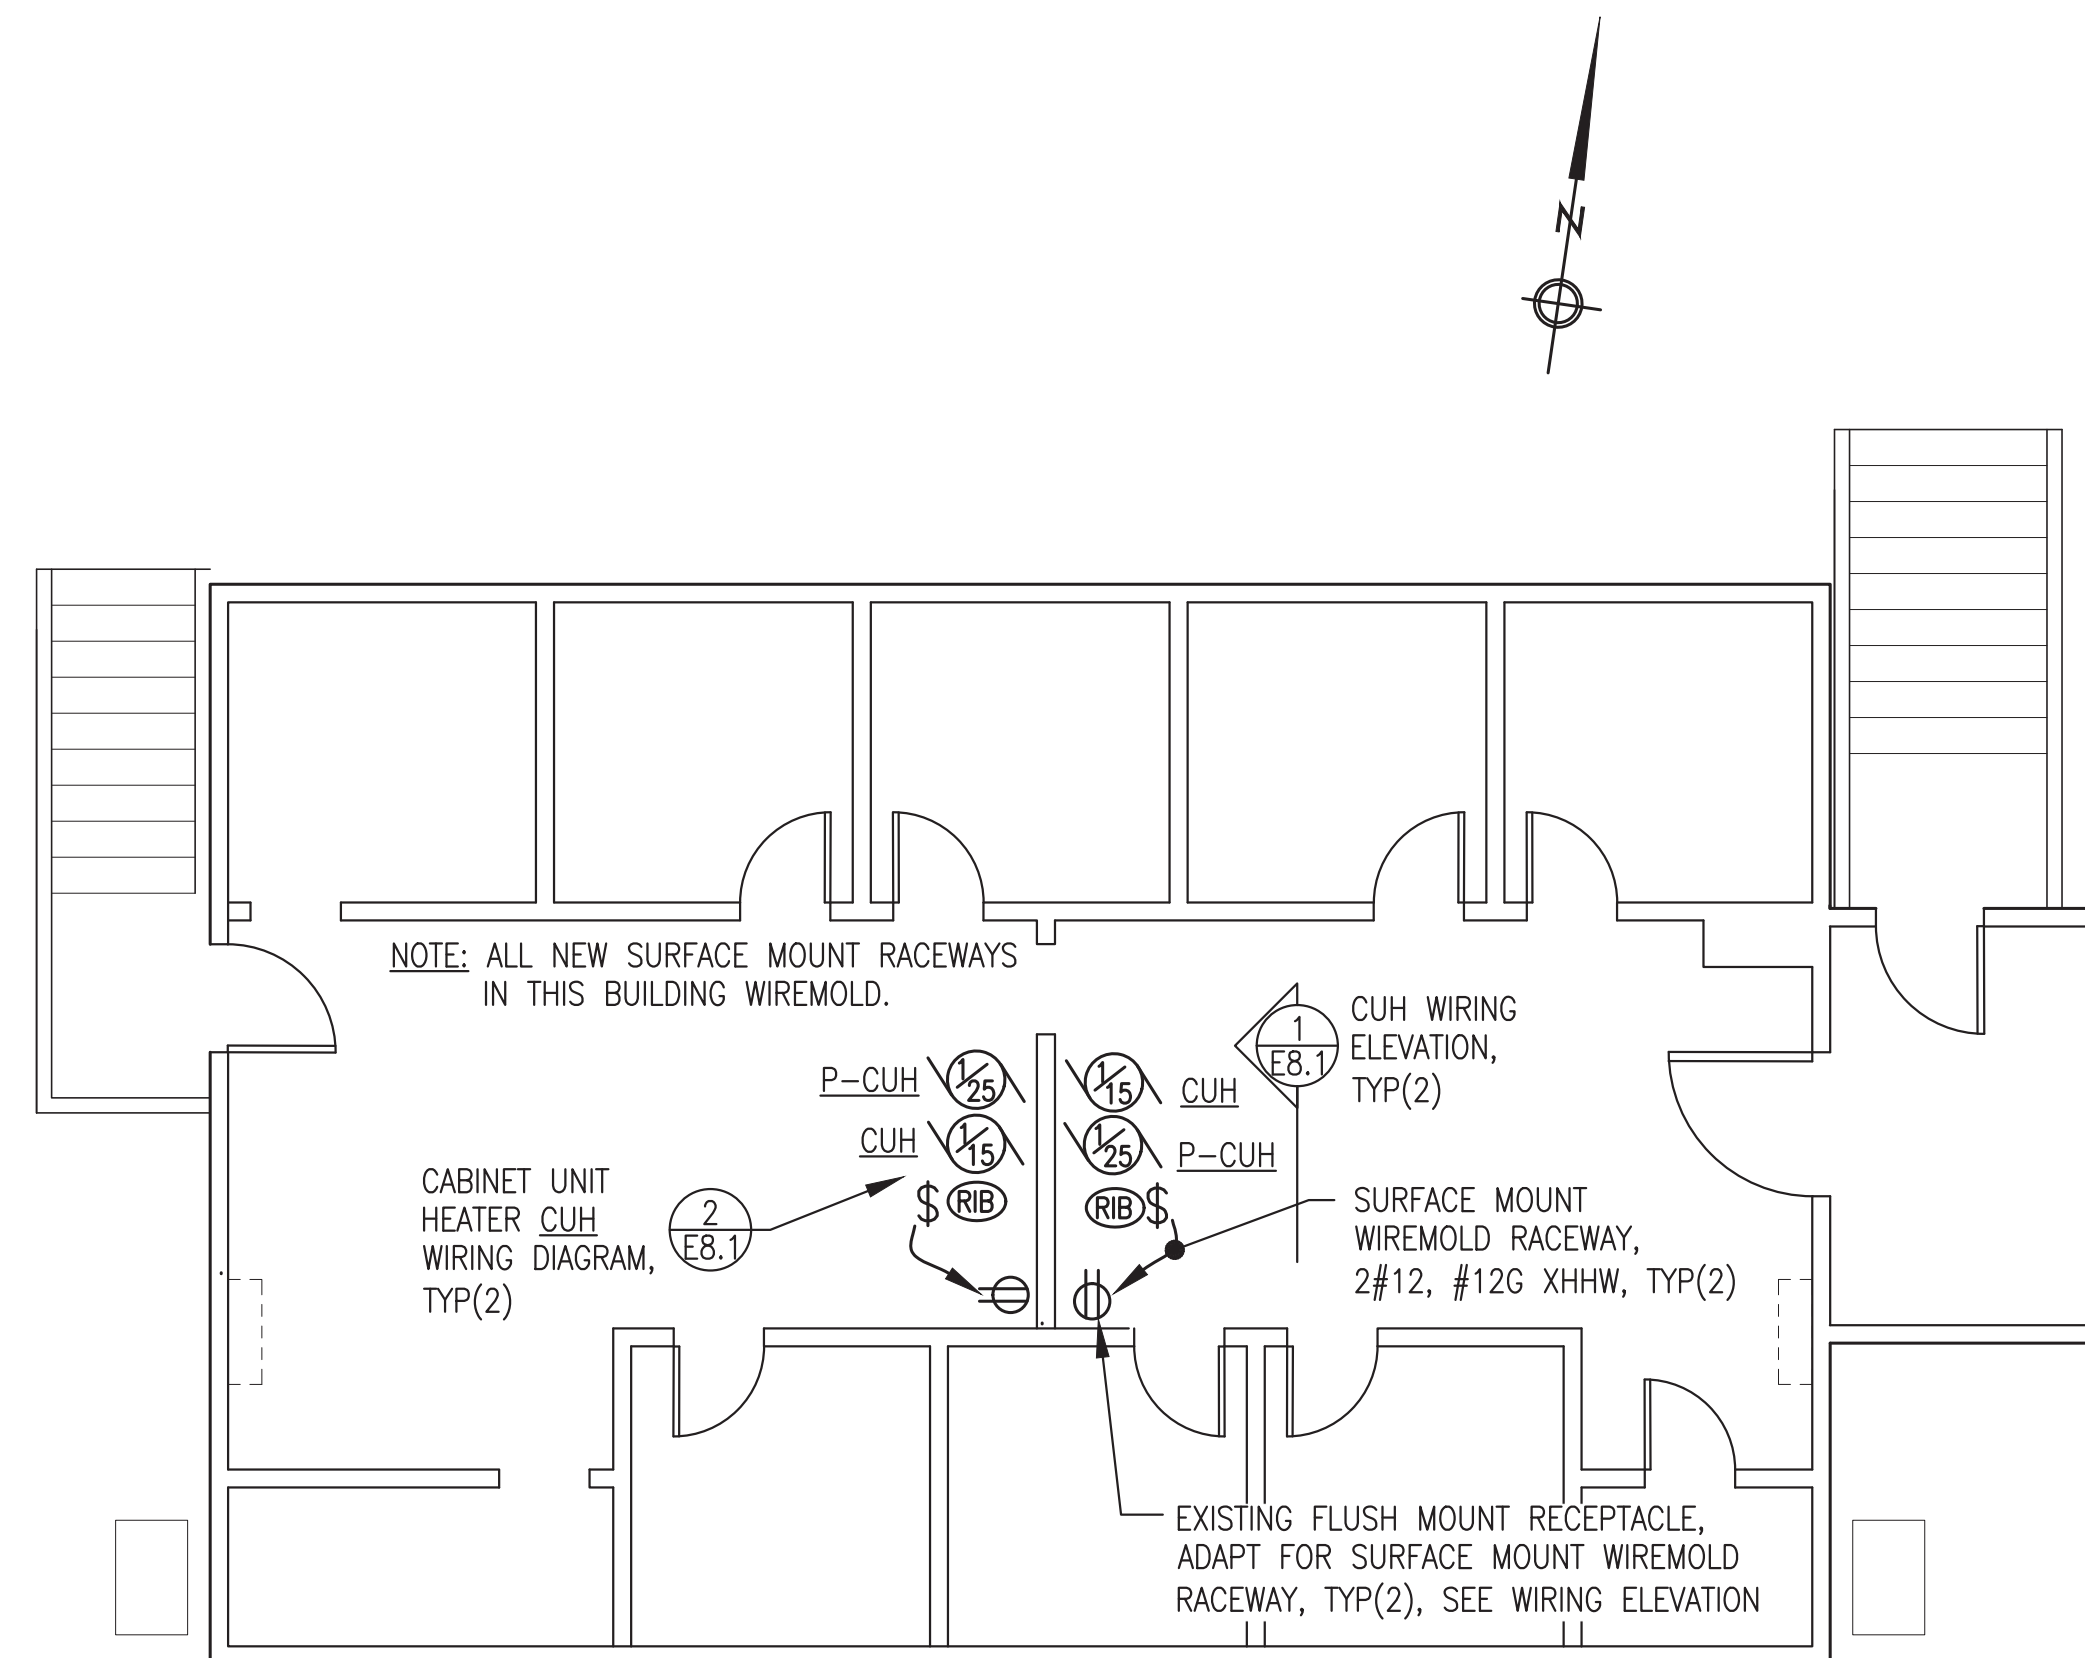 N
NOTE: ALL NEW SURFACE MOUNT RACEWAYS
IN THIS BUILDING WIREMOLD.
1
E8.1
CUH WIRING
ELEVATION,
TYP(2)
P-CUH
1/25
1/15
CUH
CUH
1/15
1/25
P-CUH
CABINET UNIT
HEATER CUH
WIRING DIAGRAM,
TYP(2)
2
E8.1
$
RIB
RIB
$
SURFACE MOUNT
WIREMOLD RACEWAY,
2#12, #12G XHHW, TYP(2)
EXISTING FLUSH MOUNT RECEPTACLE,
ADAPT FOR SURFACE MOUNT WIREMOLD
RACEWAY, TYP(2), SEE WIRING ELEVATION